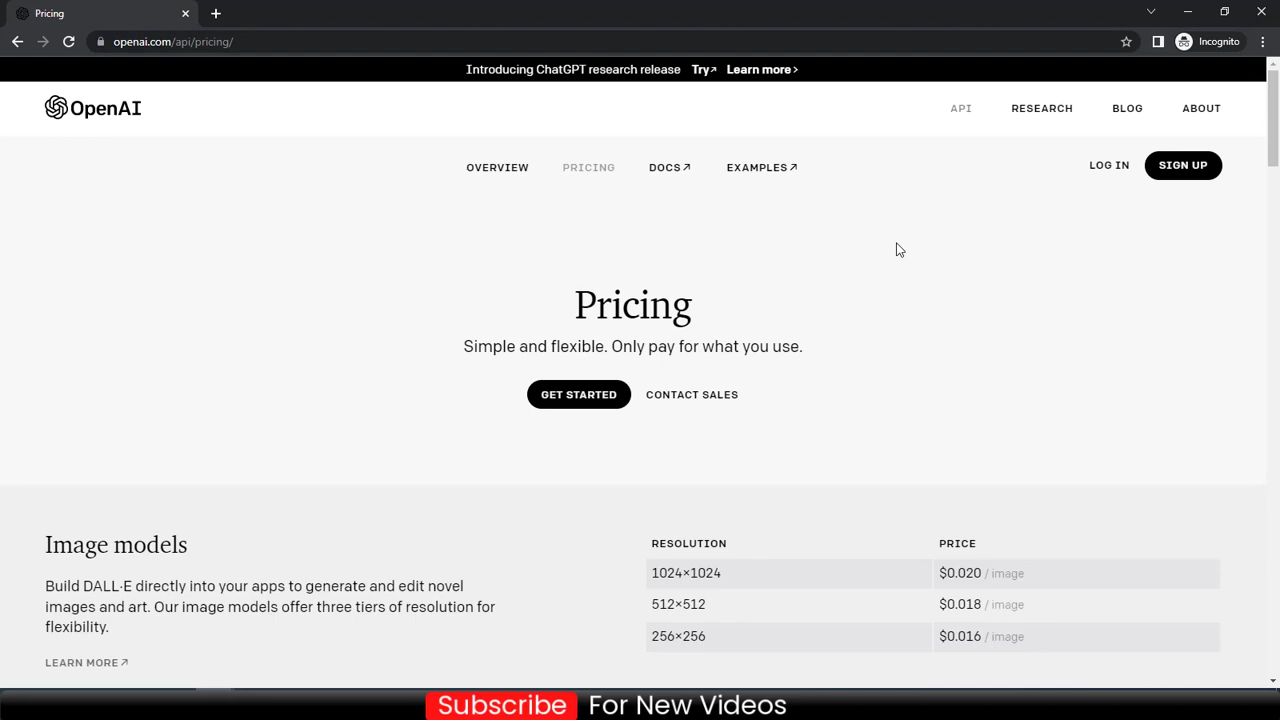 Pricing
openai.com/api/pricing/
Incognito
Introducing ChatGPT research release Try↗ Learn more >
OpenAI
API RESEARCH BLOG ABOUT
OVERVIEW PRICING DOCS↗ EXAMPLES↗
LOG IN SIGN UP
Pricing
Simple and flexible. Only pay for what you use.
GET STARTED CONTACT SALES
Image models
Build DALL·E directly into your apps to generate and edit novel
images and art. Our image models offer three tiers of resolution for
flexibility.
LEARN MORE↗
RESOLUTION PRICE
1024×1024 $0.020 / image
512×512 $0.018 / image
256×256 $0.016 / image
Subscribe For New Videos